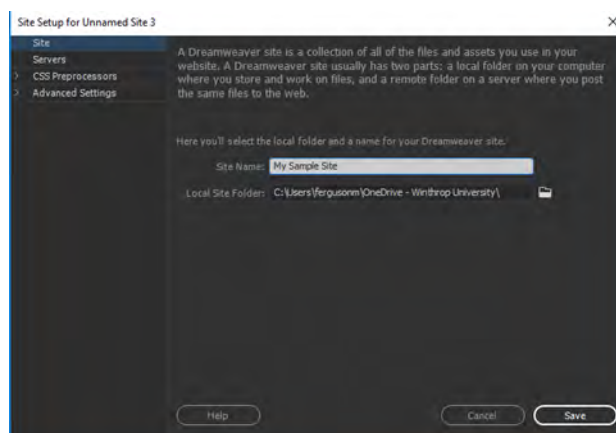 Site Setup for Unnamed Site 3
Site
Servers
CSS Preprocessors
Advanced Settings
A Dreamweaver site is a collection of all of the files and assets you use in your
website. A Dreamweaver site usually has two parts: a local folder on your computer
where you store and work on files, and a remote folder on a server where you post
the same files to the web.
Here you'll select the local folder and a name for your Dreamweaver site.
Site Name: My Sample Site
Local Site Folder: C:\Users\fergusonm\OneDrive - Winthrop University\
Help
Cancel
Save